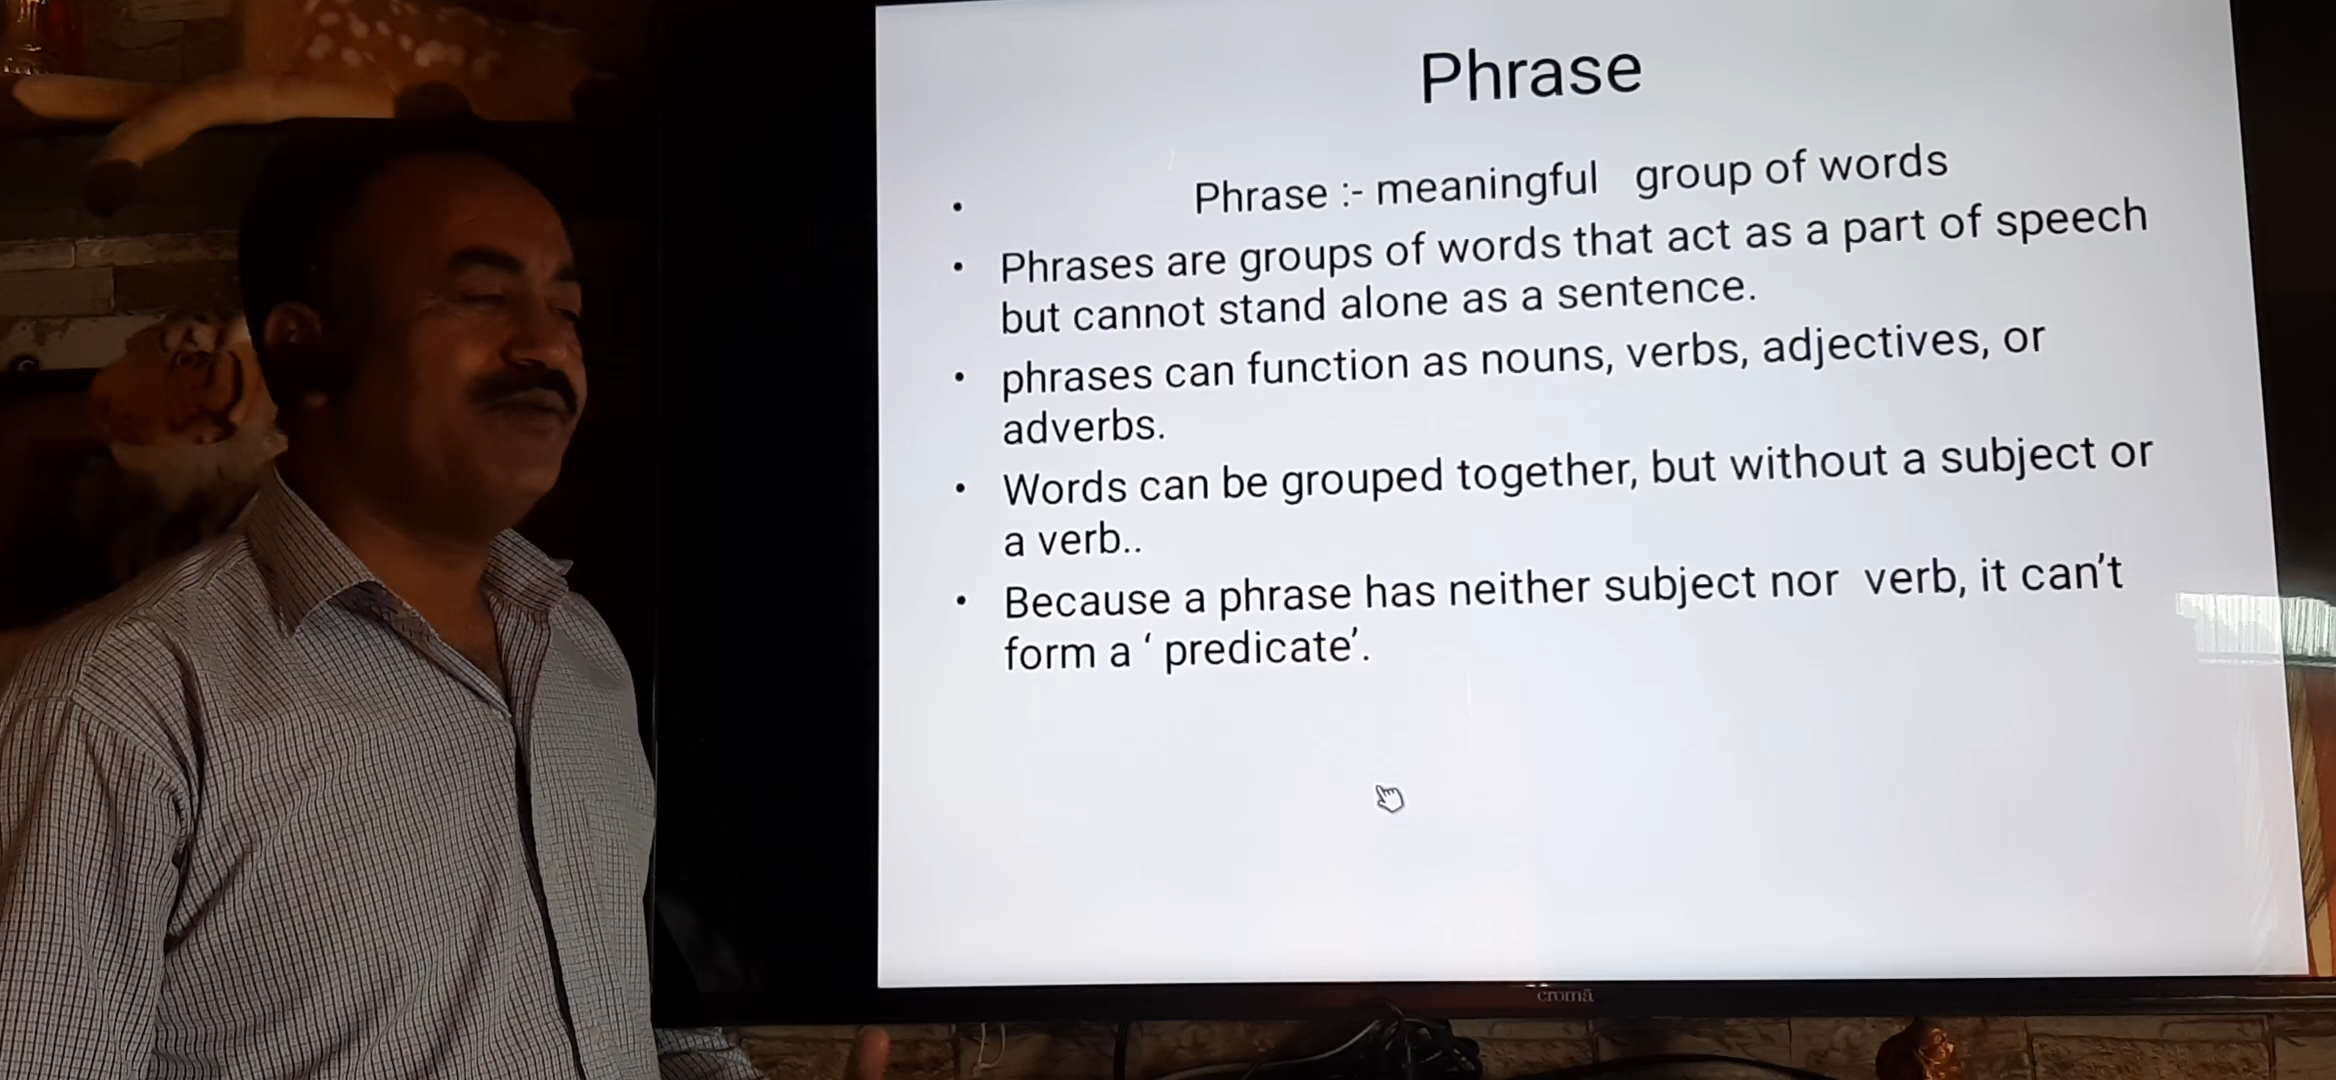 Phrase
• Phrase :- meaningful group of words
• Phrases are groups of words that act as a part of speech
but cannot stand alone as a sentence.
• phrases can function as nouns, verbs, adjectives, or
adverbs.
• Words can be grouped together, but without a subject or
a verb..
• Because a phrase has neither subject nor verb, it can't
form a ‘ predicate’.
cromā